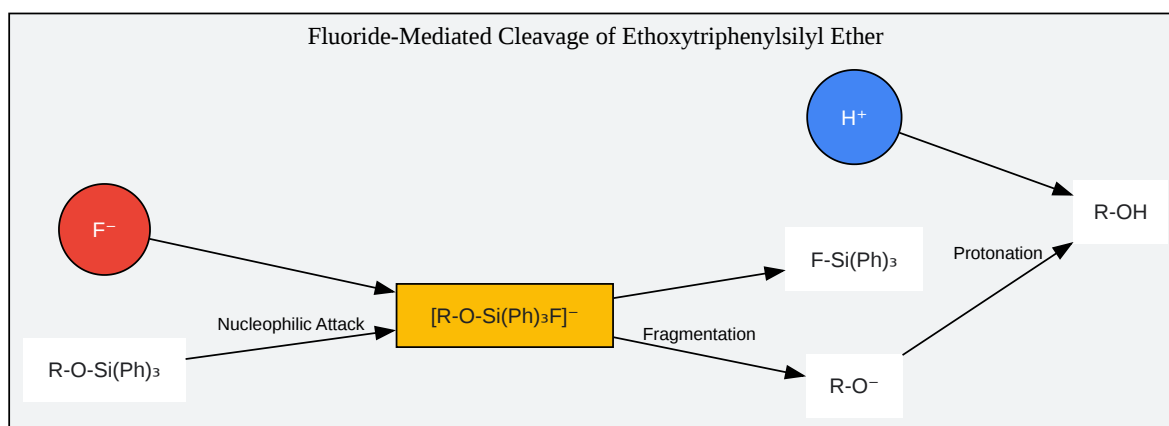 Fluoride-Mediated Cleavage of Ethoxytriphenylsilyl Ether
H⁺
R-OH
F⁻
Protonation
F-Si(Ph)₃
[R-O-Si(Ph)₃F]⁻
Nucleophilic Attack
Fragmentation
R-O-Si(Ph)₃
R-O⁻